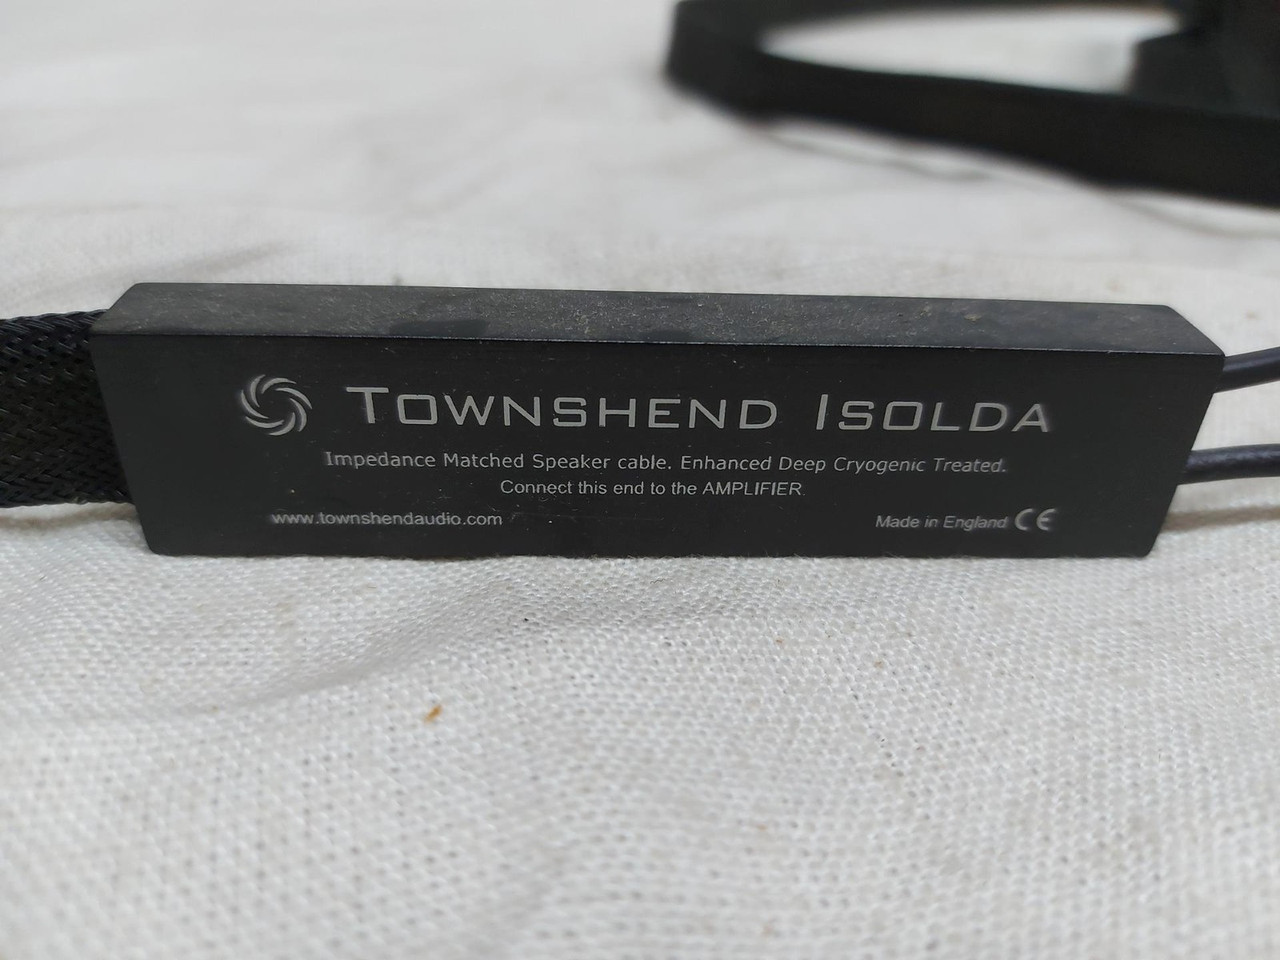 Townshend Isolda
Impedance Matched Speaker cable. Enhanced Deep Cryogenic Treated.
Connect this end to the AMPLIFIER.
www.townshendaudio.com
Made in England CE